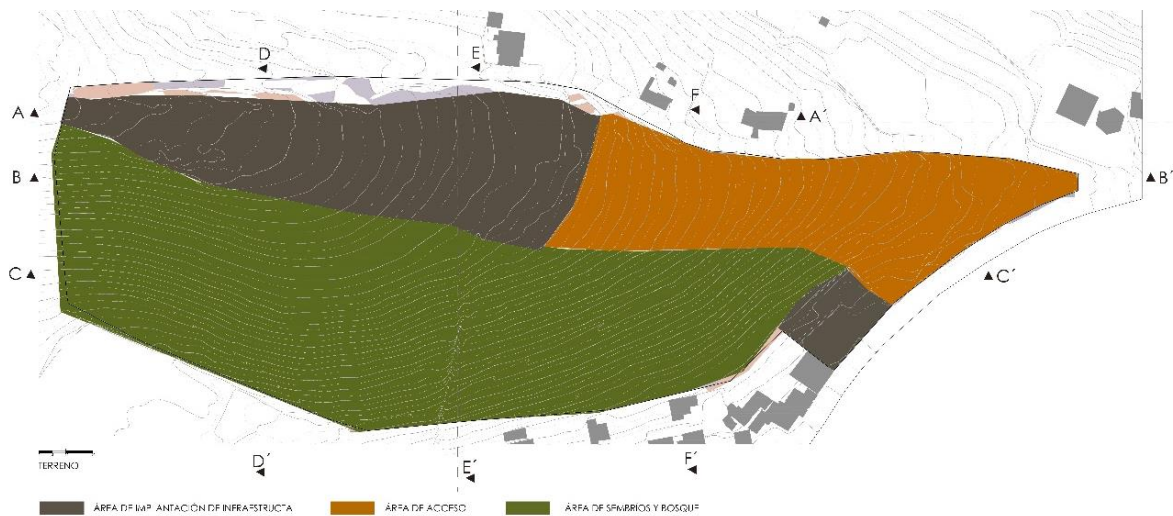 D
E
F
A
A´
B
B´
C
C´
D´
E´
F´
TERRENO
ÁREA DE IMPLANTACIÓN DE INFRAESTRUCTA
ÁREA DE ACCESO
ÁREA DE SEMBRÍOS Y BOSQUE